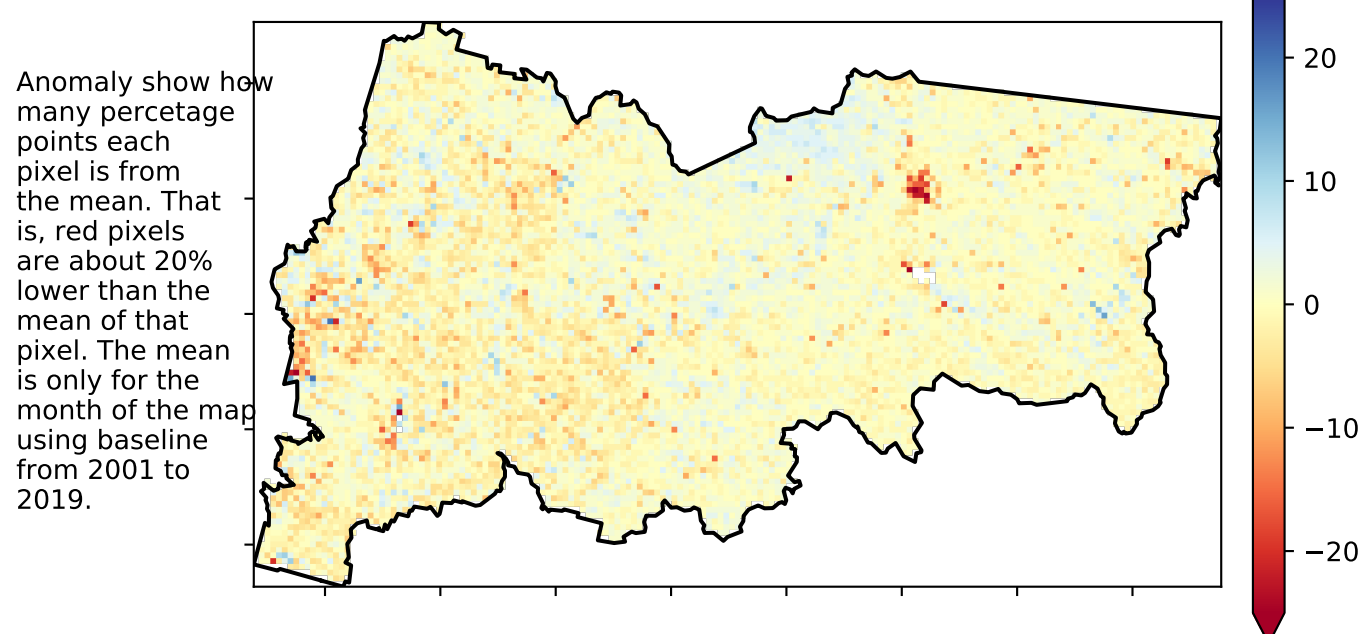 Anomaly show how
many percetage
points each
pixel is from
the mean. That
is, red pixels
are about 20%
lower than the
mean of that
pixel. The mean
is only for the
month of the map
using baseline
from 2001 to
2019.
20
10
0
−10
−20